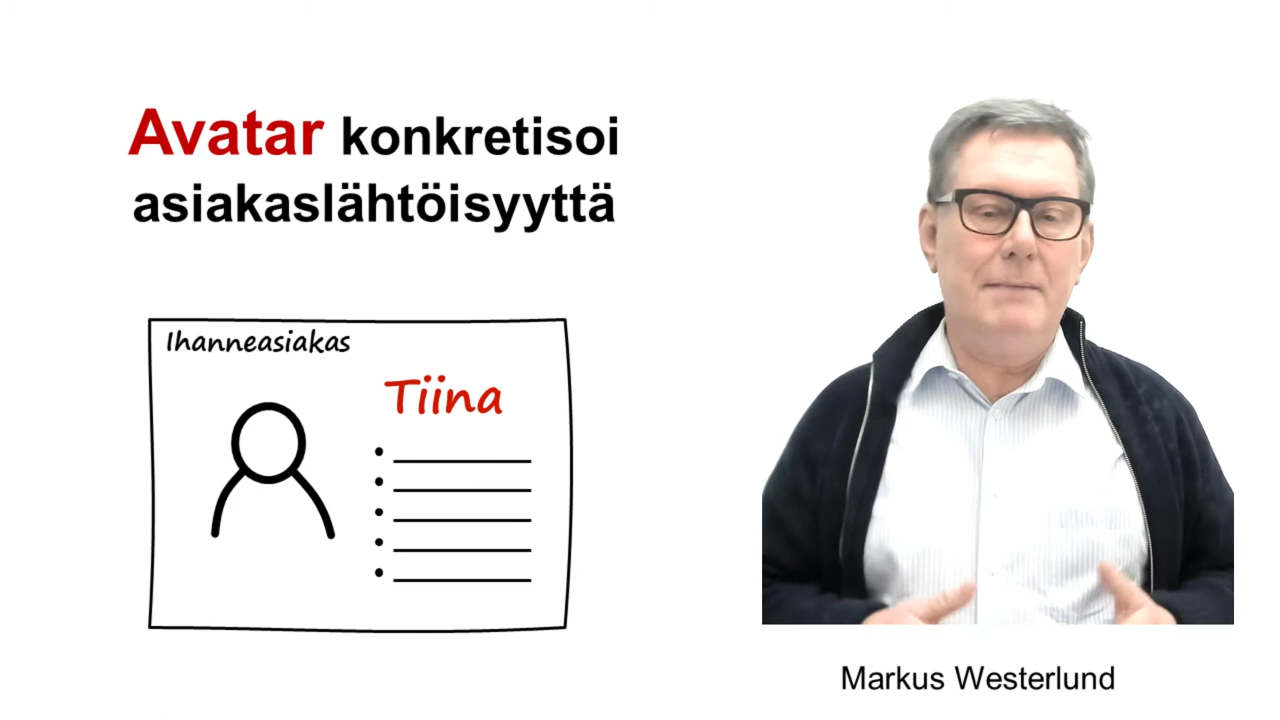 Avatar konkretisoi
asiakaslähtöisyyttä
Ihanneasiakas
Tiina
Markus Westerlund